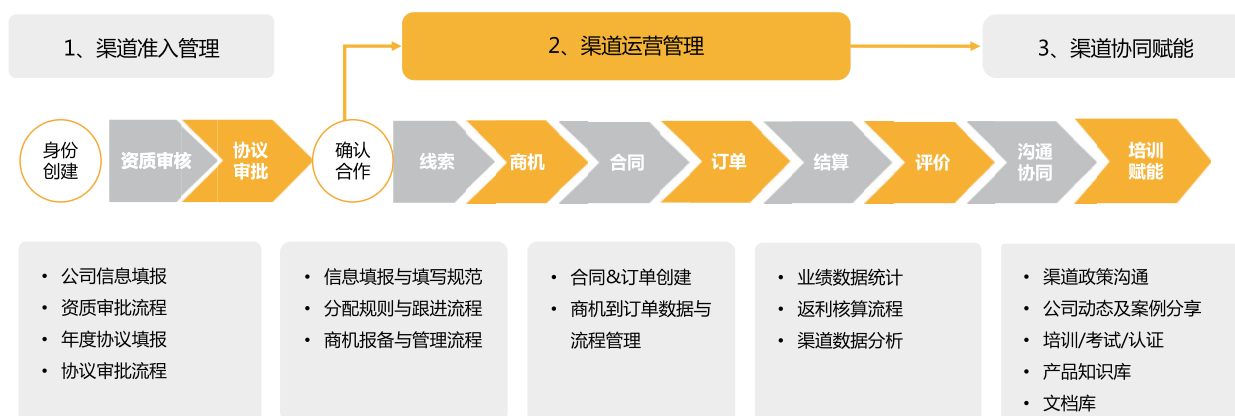 1、渠道准入管理
2、渠道运营管理
3、渠道协同赋能
身份
创建
资质审核
协议
审批
确认
合作
线索
商机
合同
订单
结算
评价
沟通
协同
培训
赋能
• 公司信息填报
• 资质审批流程
• 年度协议填报
• 协议审批流程
• 信息填报与填写规范
• 分配规则与跟进流程
• 商机报备与管理流程
• 合同&订单创建
• 商机到订单数据与
流程管理
• 业绩数据统计
• 返利核算流程
• 渠道数据分析
• 渠道政策沟通
• 公司动态及案例分享
• 培训/考试/认证
• 产品知识库
• 文档库